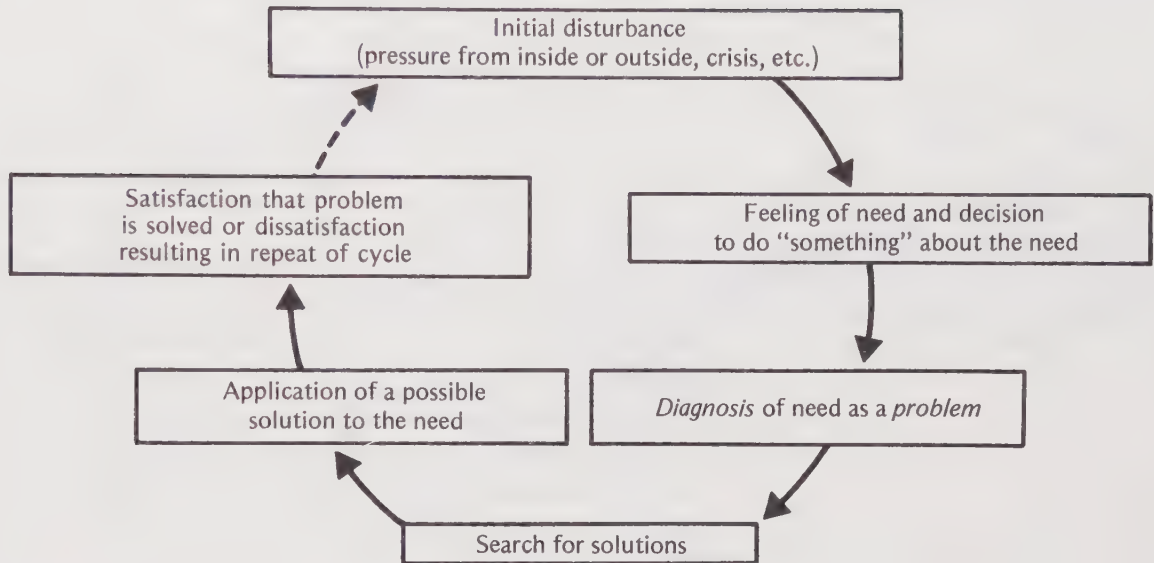 Initial disturbance
(pressure from inside or outside, crisis, etc.)
Feeling of need and decision
to do “something” about the need
Diagnosis of need as a problem
Search for solutions
Application of a possible
solution to the need
Satisfaction that problem
is solved or dissatisfaction
resulting in repeat of cycle